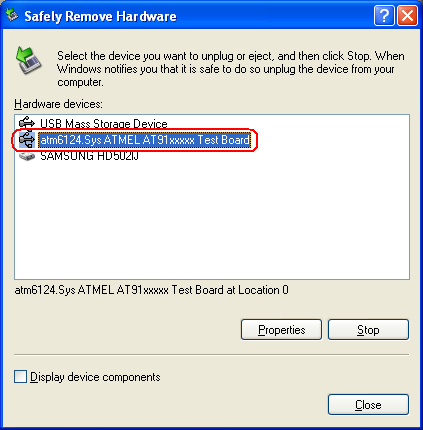 Safely Remove Hardware
Select the device you want to unplug or eject, and then click Stop. When
Windows notifies you that it is safe to do so unplug the device from your
computer.
Hardware devices:
USB Mass Storage Device
atm6124.Sys ATMEL AT91xxxxx Test Board
SAMSUNG HD502IJ
atm6124.Sys ATMEL AT91xxxxx Test Board at Location 0
Properties
Stop
Display device components
Close